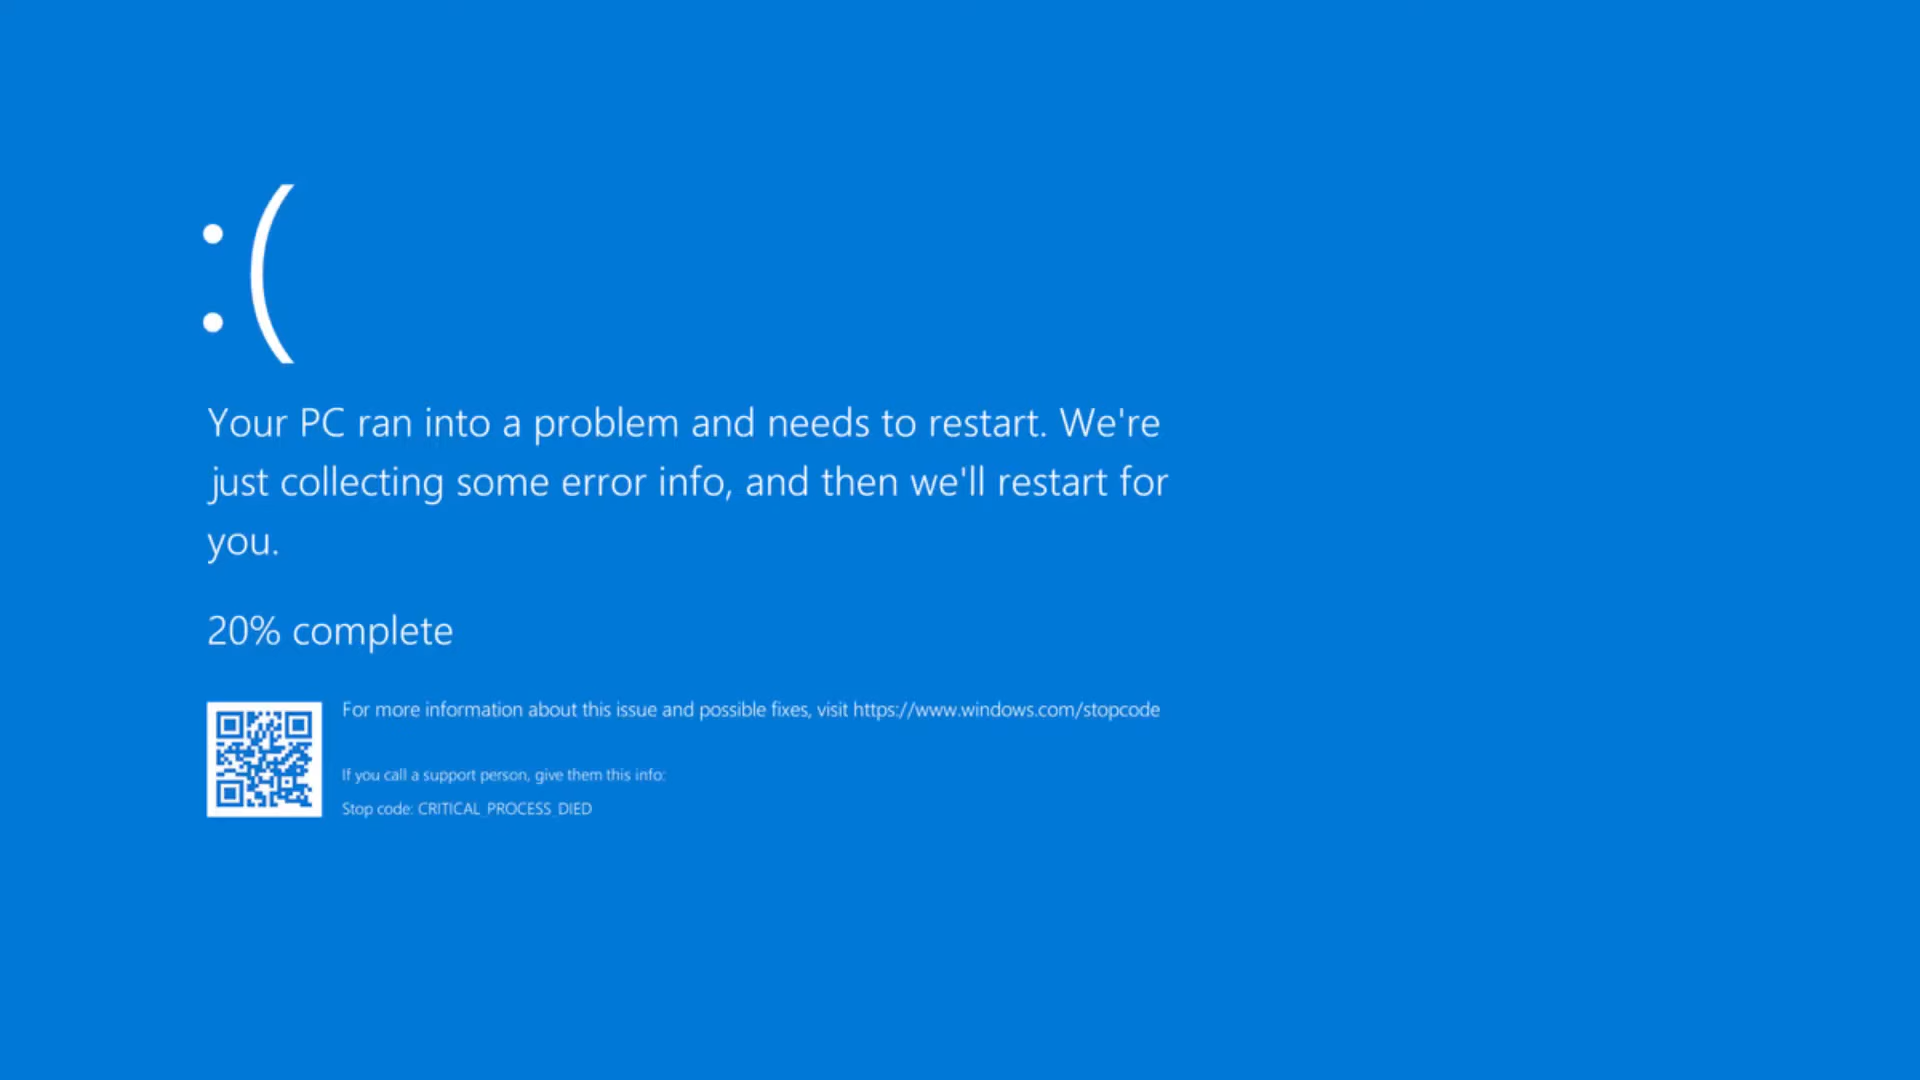 :(
Your PC ran into a problem and needs to restart. We're
just collecting some error info, and then we'll restart for
you.
20% complete
For more information about this issue and possible fixes, visit https://www.windows.com/stopcode
If you call a support person, give them this info:
Stop code: CRITICAL_PROCESS_DIED